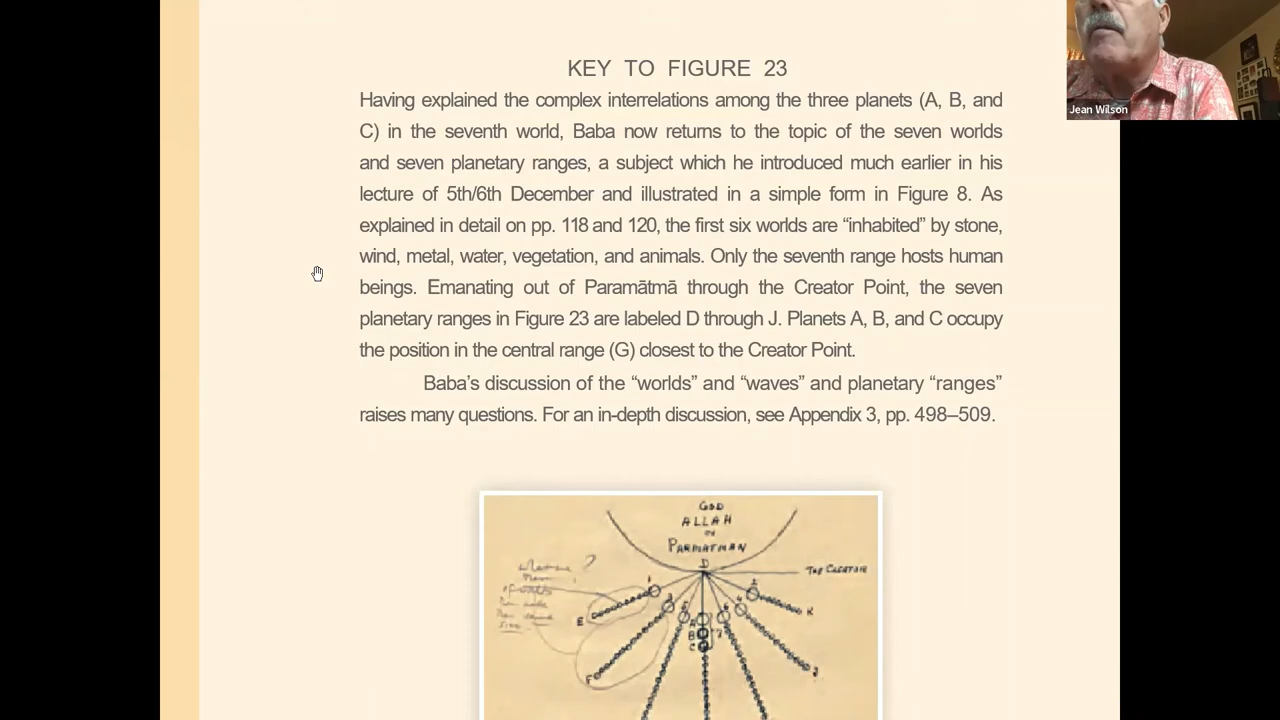 KEY TO FIGURE 23
Having explained the complex interrelations among the three planets (A, B, and
C) in the seventh world, Baba now returns to the topic of the seven worlds
and seven planetary ranges, a subject which he introduced much earlier in his
lecture of 5th/6th December and illustrated in a simple form in Figure 8. As
explained in detail on pp. 118 and 120, the first six worlds are “inhabited” by stone,
wind, metal, water, vegetation, and animals. Only the seventh range hosts human
beings. Emanating out of Paramātmā through the Creator Point, the seven
planetary ranges in Figure 23 are labeled D through J. Planets A, B, and C occupy
the position in the central range (G) closest to the Creator Point.
Baba’s discussion of the “worlds” and “waves” and planetary “ranges”
raises many questions. For an in-depth discussion, see Appendix 3, pp. 498–509.
Jean Wilson
GOD
ALLAH
PARMATMAN
D
THE CREATOR
1
3
5
A
B
C
7
6
4
E
F